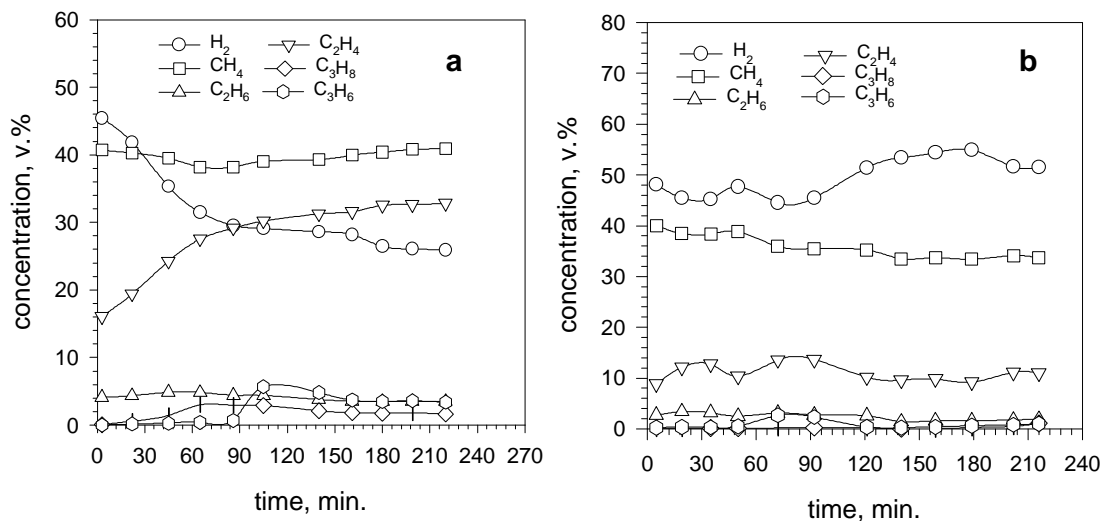 60
50
40
30
20
10
0
concentration, v.%
H₂
CH₄
C₂H₆
C₂H₄
C₃H₈
C₃H₆
a
0 30 60 90 120 150 180 210 240 270
time, min.
80
70
60
50
40
30
20
10
0
concentration, v.%
H₂
CH₄
C₂H₆
C₂H₄
C₃H₈
C₃H₆
b
0 30 60 90 120 150 180 210 240
time, min.